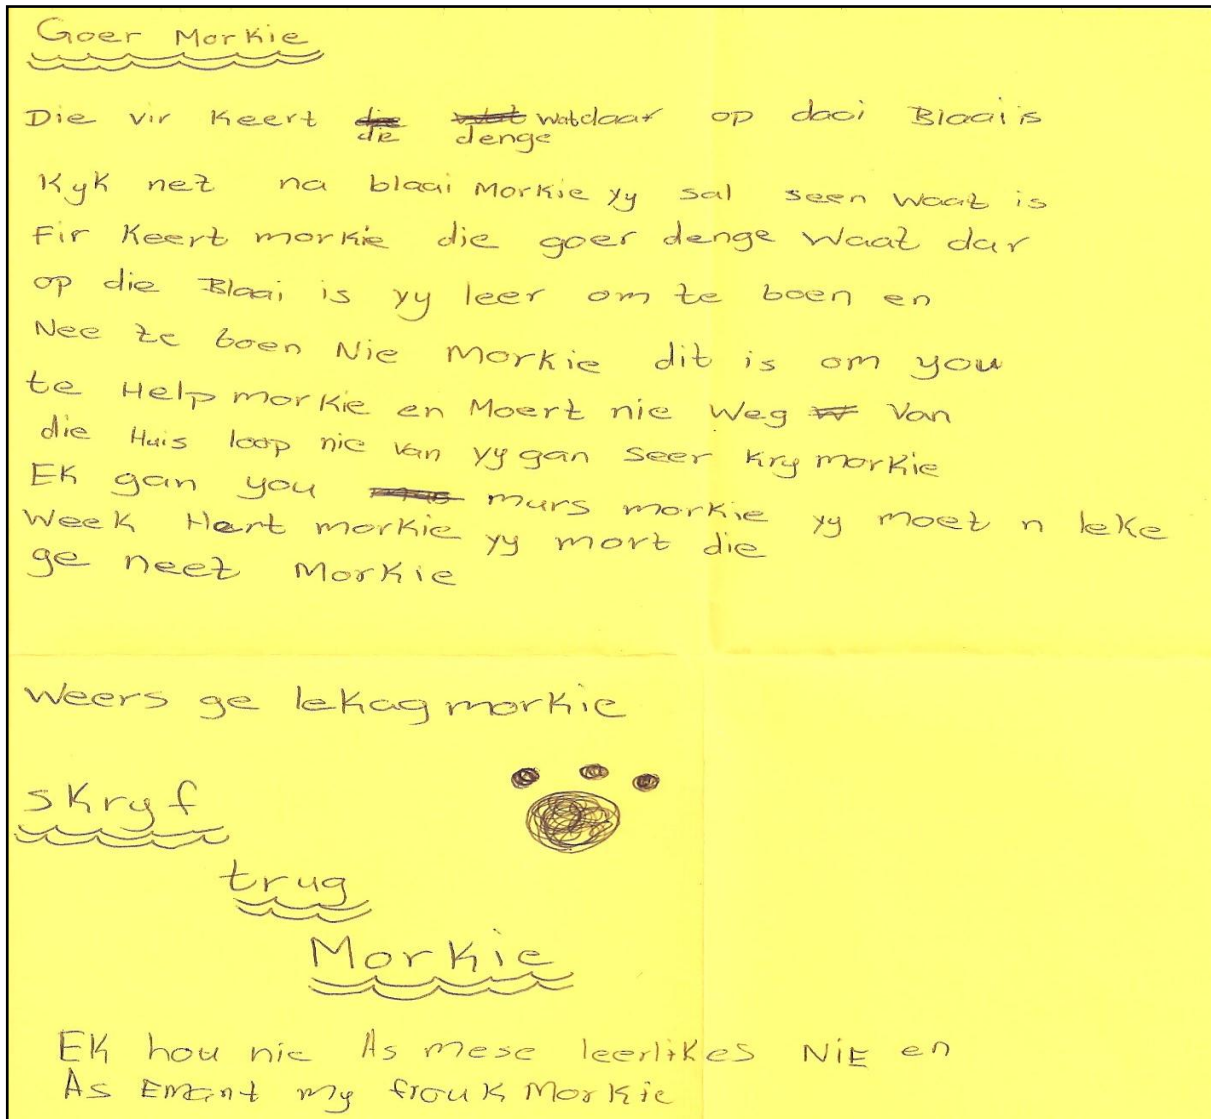 Goer Morkie
Die vir Keert die denge watdaar op daai Blaai is
Kyk net na blaai Morkie yy sal seen waat is
Fir Keert morkie die goer denge Waat dar
op die Blaai is yy leer om te boen en
Nee te boen Nie Morkie dit is om you
te Help morkie en Moert nie Weg van
die Huis loop nie van yy gan seer kry morkie
EK gan you murs morkie yy moet n leke
Week Hart morkie yy mort die
ge neet Morkie
Weers ge lekag morkie
skryf
trug
Morkie
EK hou nie As mese leerlikes NiE en
As Emant my frouk Morkie